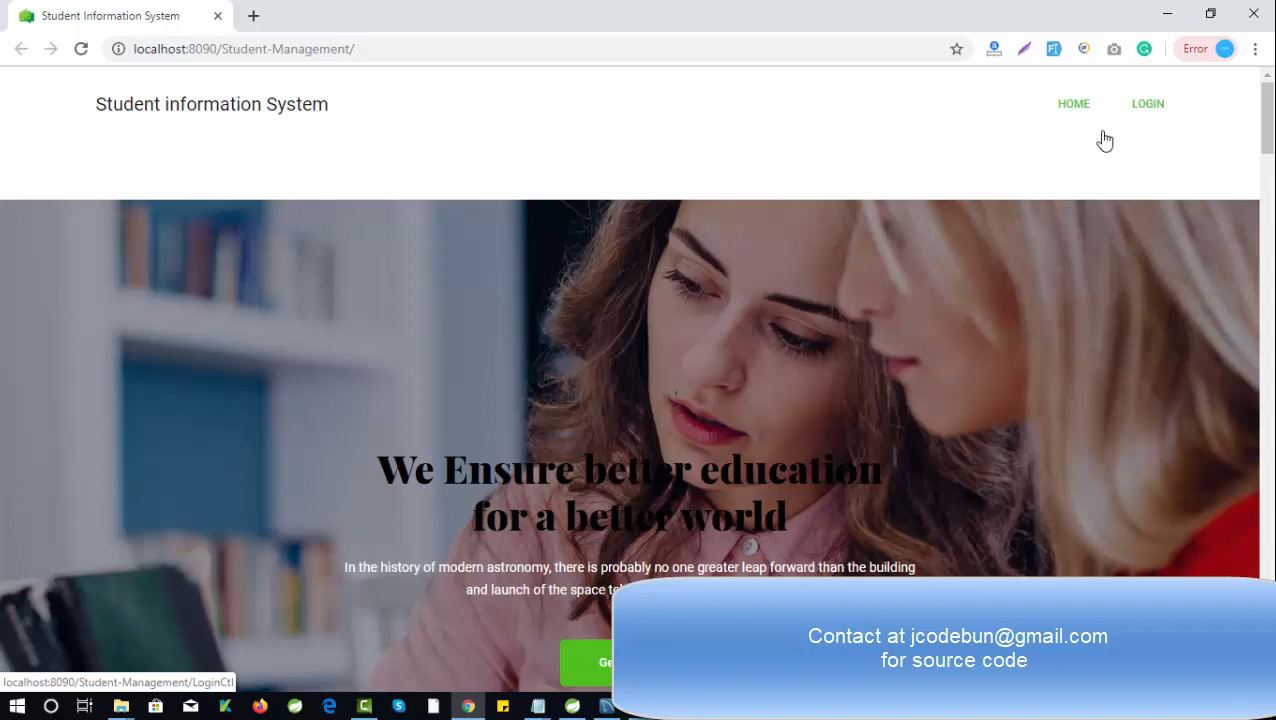 Student Information System
localhost:8090/Student-Management/
Error
Student information System
HOME
LOGIN
We Ensure better education
for a better world
In the history of modern astronomy, there is probably no one greater leap forward than the building
and launch of the space
Contact at jcodebun@gmail.com
for source code
localhost:8090/Student-Management/LoginCtl